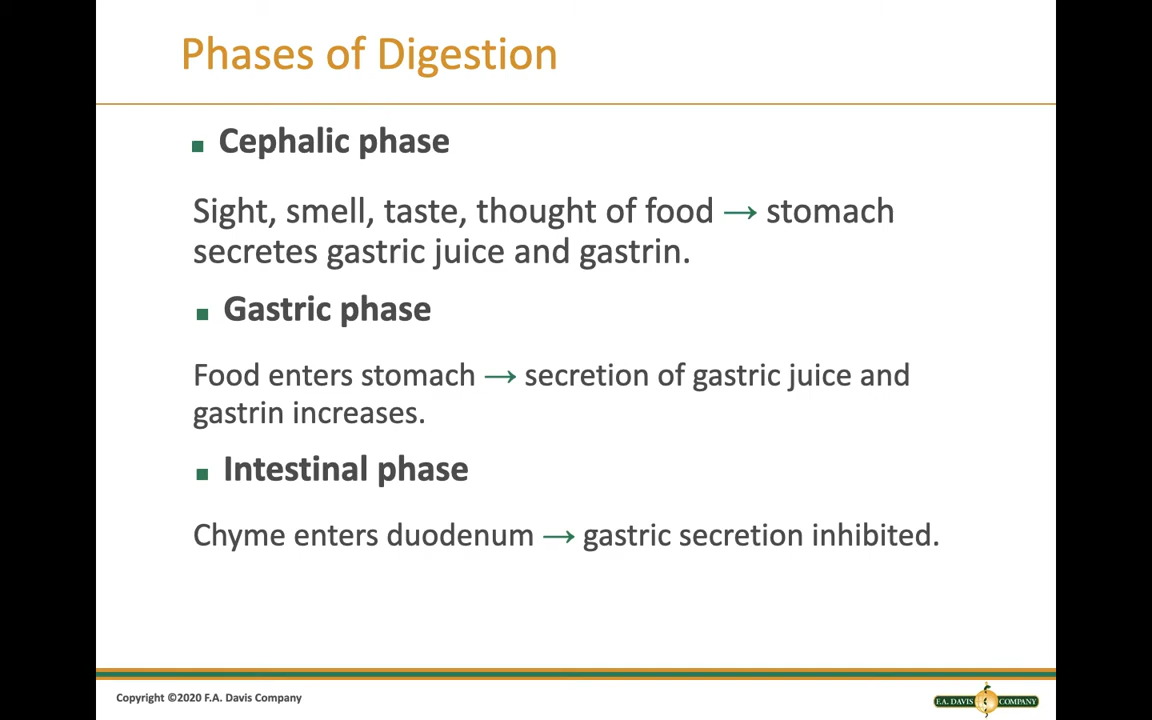 Phases of Digestion
▪ Cephalic phase
Sight, smell, taste, thought of food → stomach
secretes gastric juice and gastrin.
▪ Gastric phase
Food enters stomach → secretion of gastric juice and
gastrin increases.
▪ Intestinal phase
Chyme enters duodenum → gastric secretion inhibited.
Copyright ©2020 F.A. Davis Company
F.A. DAVIS COMPANY